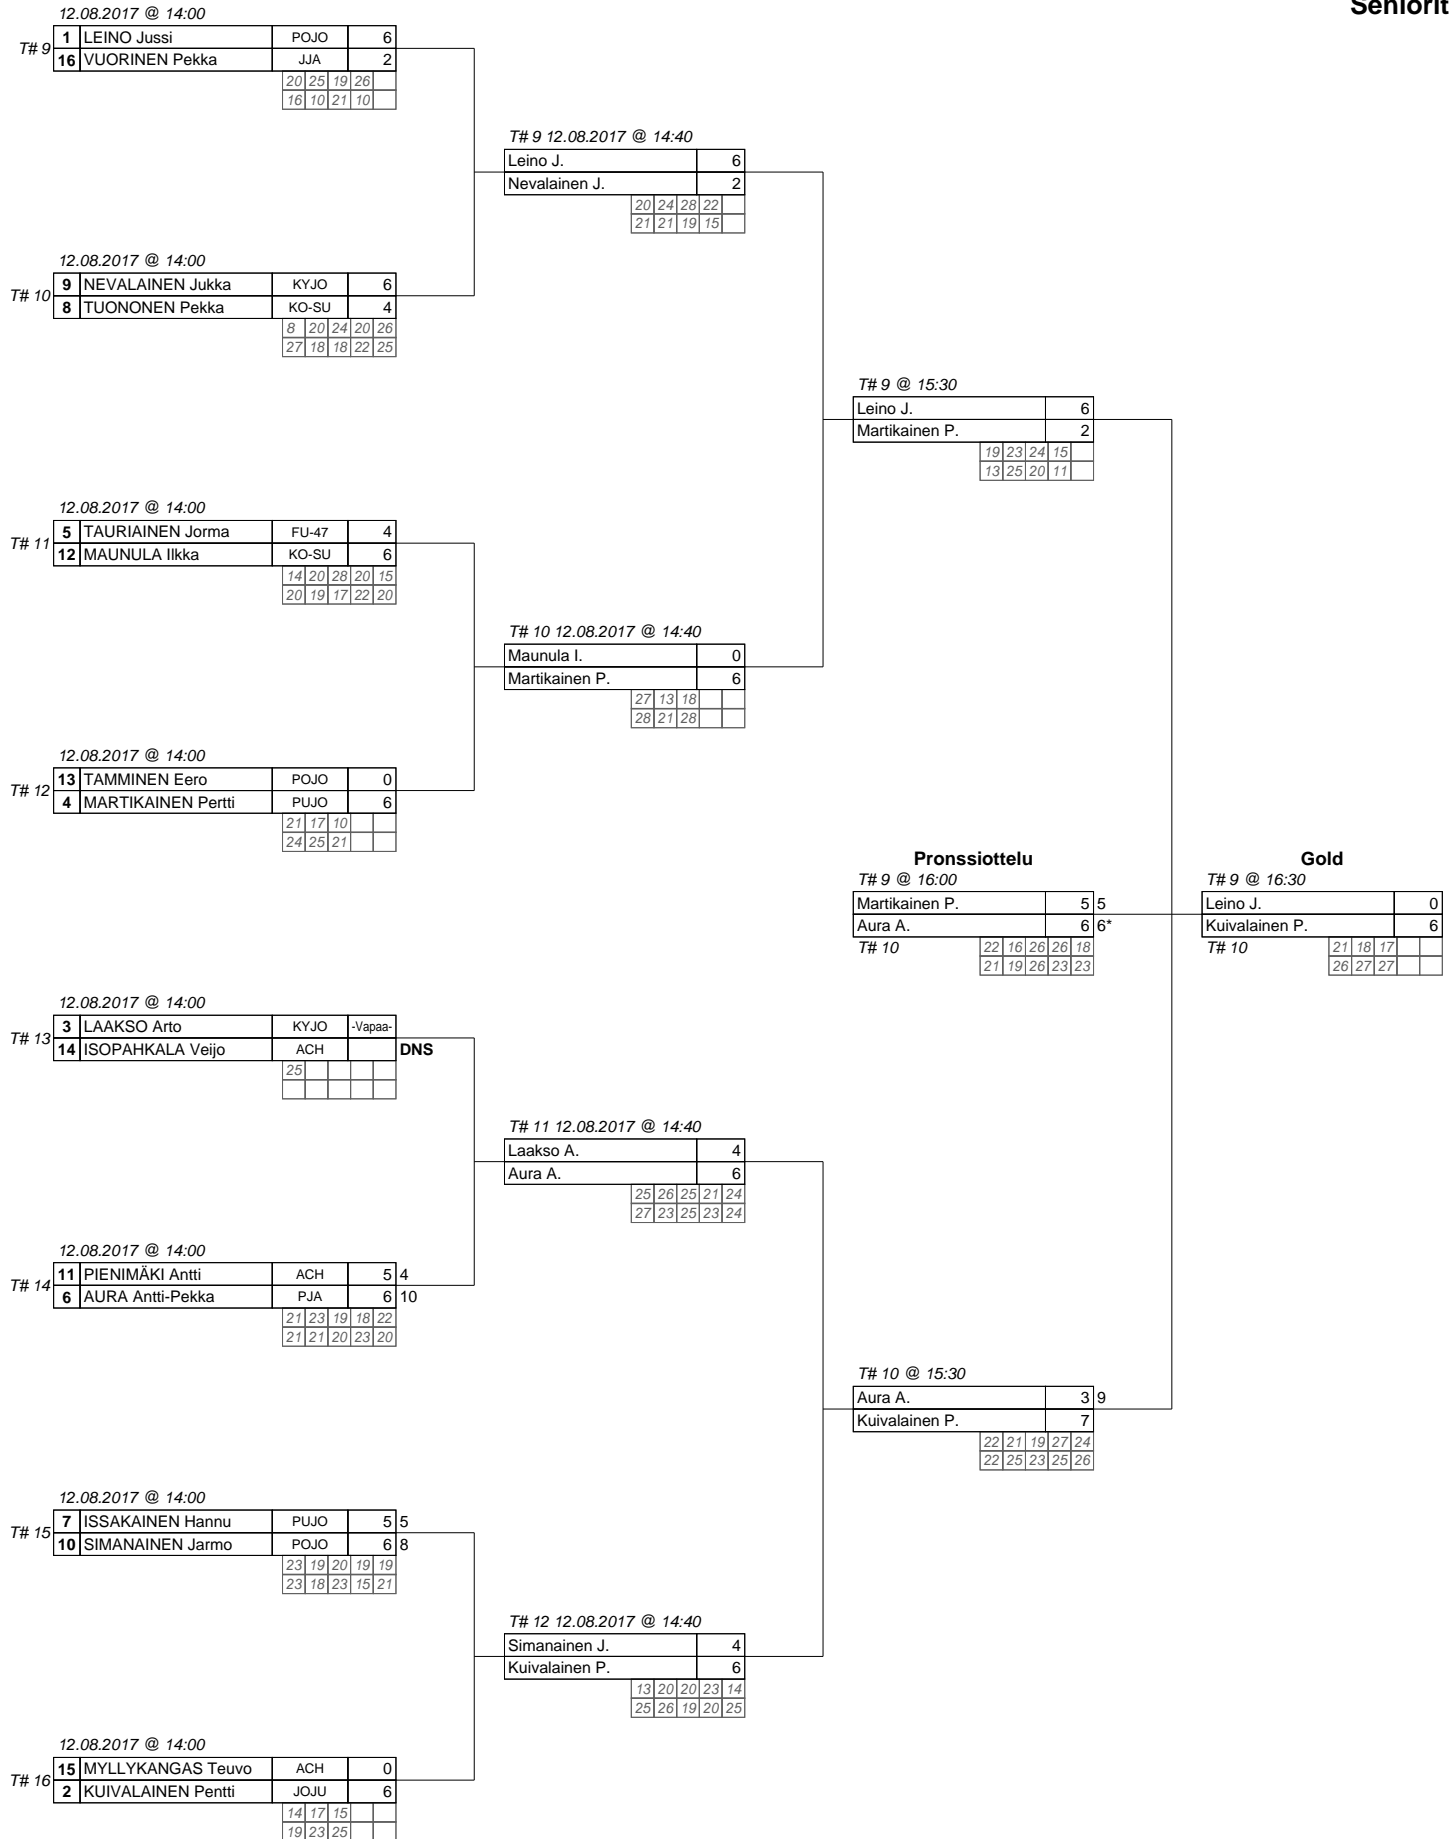 Seniorit
12.08.2017 @ 14:00
T# 9
1 LEINO Jussi POJO 6
16 VUORINEN Pekka JJA 2
20 25 19 26
16 10 21 10
T# 9 12.08.2017 @ 14:40
Leino J. 6
Nevalainen J. 2
20 24 28 22
21 21 19 15
12.08.2017 @ 14:00
T# 10
9 NEVALAINEN Jukka KYJO 6
8 TUONONEN Pekka KO-SU 4
8 20 24 20 26
27 18 18 22 25
T# 9 @ 15:30
Leino J. 6
Martikainen P. 2
19 23 24 15
13 25 20 11
12.08.2017 @ 14:00
T# 11
5 TAURIAINEN Jorma FU-47 4
12 MAUNULA Ilkka KO-SU 6
14 20 28 20 15
20 19 17 22 20
T# 10 12.08.2017 @ 14:40
Maunula I. 0
Martikainen P. 6
27 13 18
28 21 28
12.08.2017 @ 14:00
T# 12
13 TAMMINEN Eero POJO 0
4 MARTIKAINEN Pertti PUJO 6
21 17 10
24 25 21
Pronssiottelu
T# 9 @ 16:00
Martikainen P. 5 5
Aura A. 6 6*
T# 10
22 16 26 26 18
21 19 26 23 23
Gold
T# 9 @ 16:30
Leino J. 0
Kuivalainen P. 6
T# 10
21 18 17
26 27 27
12.08.2017 @ 14:00
T# 13
3 LAAKSO Arto KYJO -Vapaa-
14 ISOPAHKALA Veijo ACH DNS
25
T# 11 12.08.2017 @ 14:40
Laakso A. 4
Aura A. 6
25 26 25 21 24
27 23 25 23 24
12.08.2017 @ 14:00
T# 14
11 PIENIMÄKI Antti ACH 5 4
6 AURA Antti-Pekka PJA 6 10
21 23 19 18 22
21 21 20 23 20
T# 10 @ 15:30
Aura A. 3 9
Kuivalainen P. 7
22 21 19 27 24
22 25 23 25 26
12.08.2017 @ 14:00
T# 15
7 ISSAKAINEN Hannu PUJO 5 5
10 SIMANAINEN Jarmo POJO 6 8
23 19 20 19 19
23 18 23 15 21
T# 12 12.08.2017 @ 14:40
Simanainen J. 4
Kuivalainen P. 6
13 20 20 23 14
25 26 19 20 25
12.08.2017 @ 14:00
T# 16
15 MYLLYKANGAS Teuvo ACH 0
2 KUIVALAINEN Pentti JOJU 6
14 17 15
19 23 25